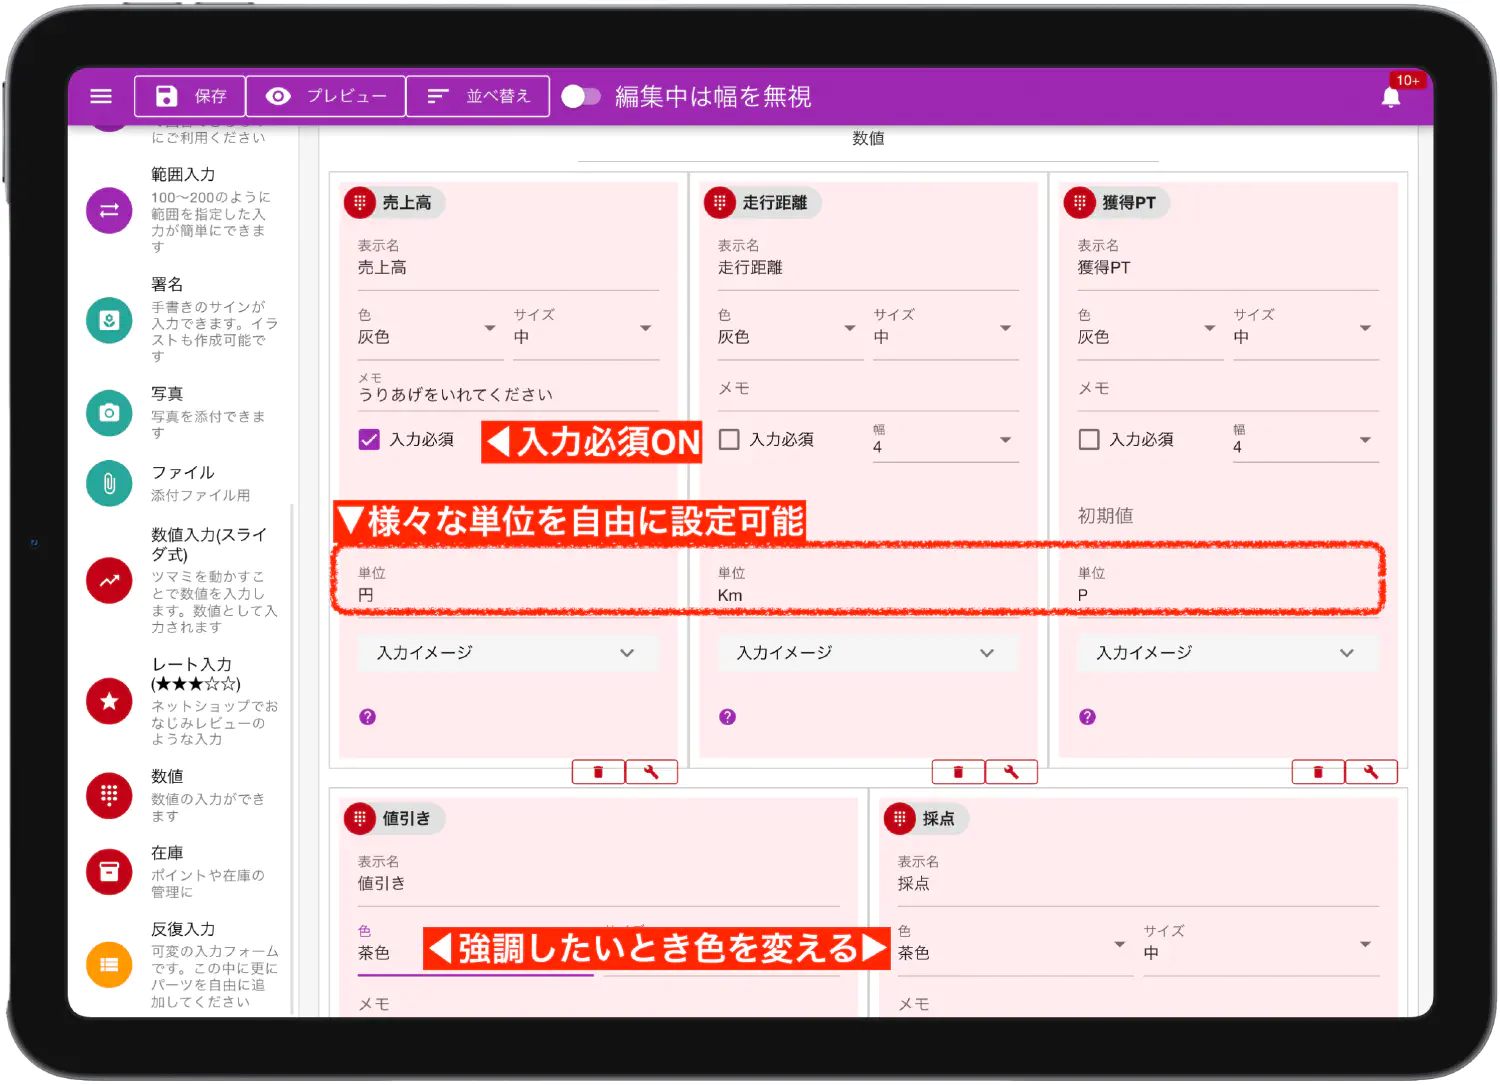 保存
プレビュー
並べ替え
編集中は幅を無視
10+
にご利用ください
範囲入力
100〜200のように
範囲を指定した入
力が簡単にできま
す
署名
手書きのサインが
入力できます。イラ
ストも作成可能で
す
写真
写真を添付できま
す
ファイル
添付ファイル用
数値入力(スライ
ダ式)
ツマミを動かすこ
とで数値を入力し
ます。数値として入
力されます
レート入力
(★★★☆☆)
ネットショップでお
なじみレビューの
ような入力
数値
数値の入力ができ
ます
在庫
ポイントや在庫の
管理に
反復入力
可変の入力フォーム
です。この中に更に
パーツを自由に追
加してください
数値
売上高
表示名
売上高
色
灰色
サイズ
中
メモ
うりあげをいれてください
入力必須
◀入力必須ON
走行距離
表示名
走行距離
色
灰色
サイズ
中
メモ
入力必須
幅
4
獲得PT
表示名
獲得PT
色
灰色
サイズ
中
メモ
入力必須
幅
4
初期値
▼様々な単位を自由に設定可能
単位
円
単位
Km
単位
P
入力イメージ
入力イメージ
入力イメージ
値引き
表示名
値引き
色
茶色
◀強調したいとき色を変える▶
メモ
採点
表示名
採点
色
茶色
サイズ
中
メモ